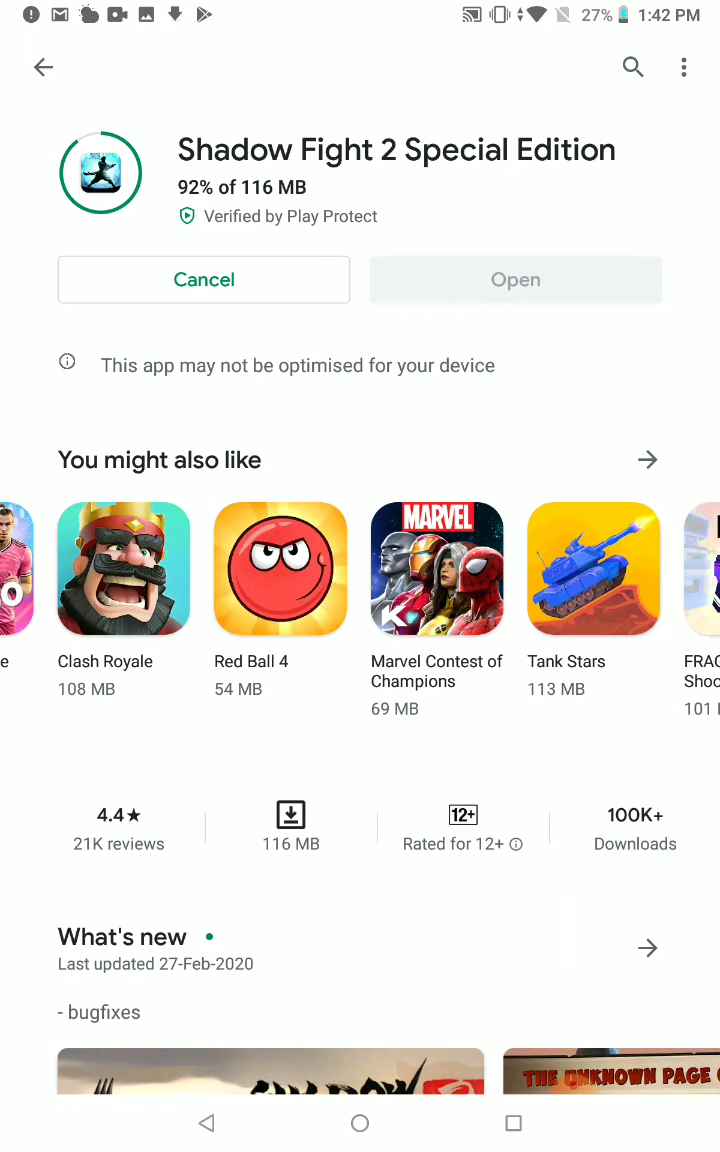 27% 1:42 PM
Shadow Fight 2 Special Edition
92% of 116 MB
Verified by Play Protect
Cancel Open
This app may not be optimised for your device
You might also like
MARVEL
O
K
e Clash Royale Red Ball 4 Marvel Contest of Champions Tank Stars FRAG Shoo
108 MB 54 MB 69 MB 113 MB 101
4.4★ 12+ 100K+
21K reviews 116 MB Rated for 12+ Downloads
What's new
Last updated 27-Feb-2020
- bugfixes
THE UNKNOWN PAGE